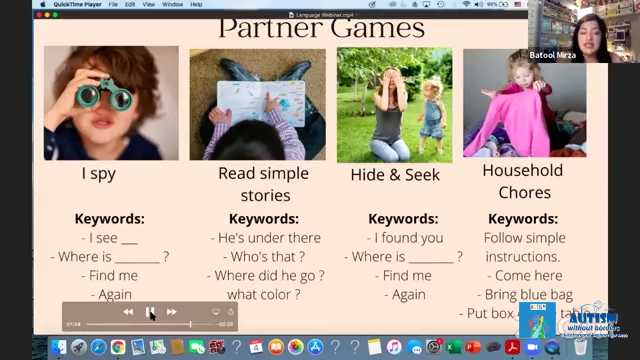 QuickTime Player File Edit View Window Help
95%
Language Webinar.mp4
Partner Games
Batool Mirza
I spy
Keywords:
- I see ___
- Where is _______ ?
- Find me
- Again
Read simple
stories
Keywords:
- He's under there
- Who's that ?
- Where did he go ?
what color ?
Hide & Seek
Keywords:
- I found you
- Where is _______ ?
- Find me
- Again
Household
Chores
Keywords:
Follow simple
instructions.
- Come here
- Bring blue bag
- Put box
01:58
-00:29
AUTISM
without borders